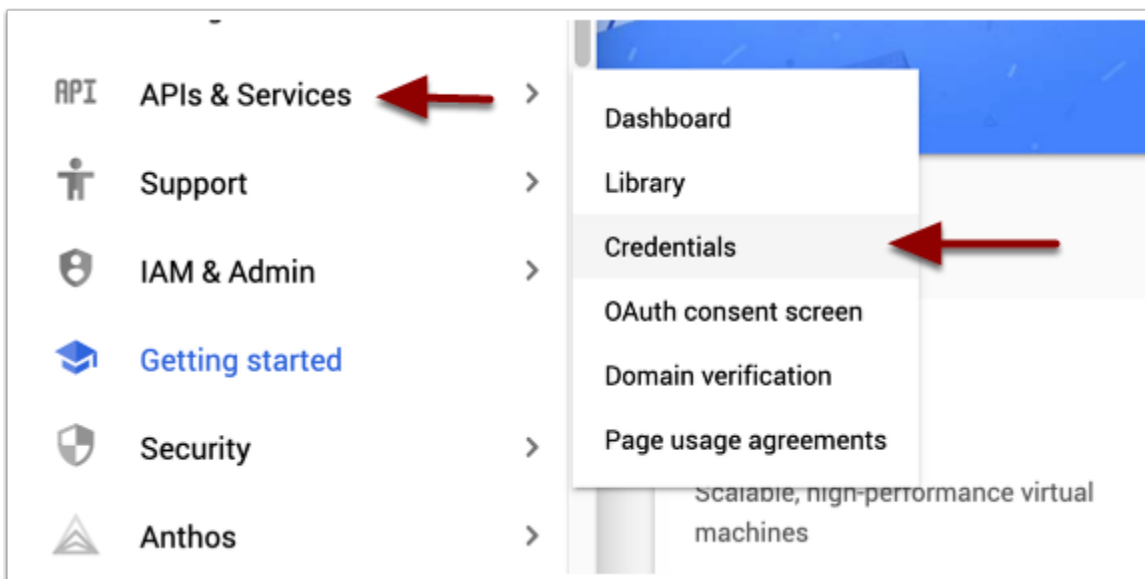 API APIs & Services
Support
IAM & Admin
Getting started
Security
Anthos
Dashboard
Library
Credentials
OAuth consent screen
Domain verification
Page usage agreements
Scalable, high-performance virtual
machines